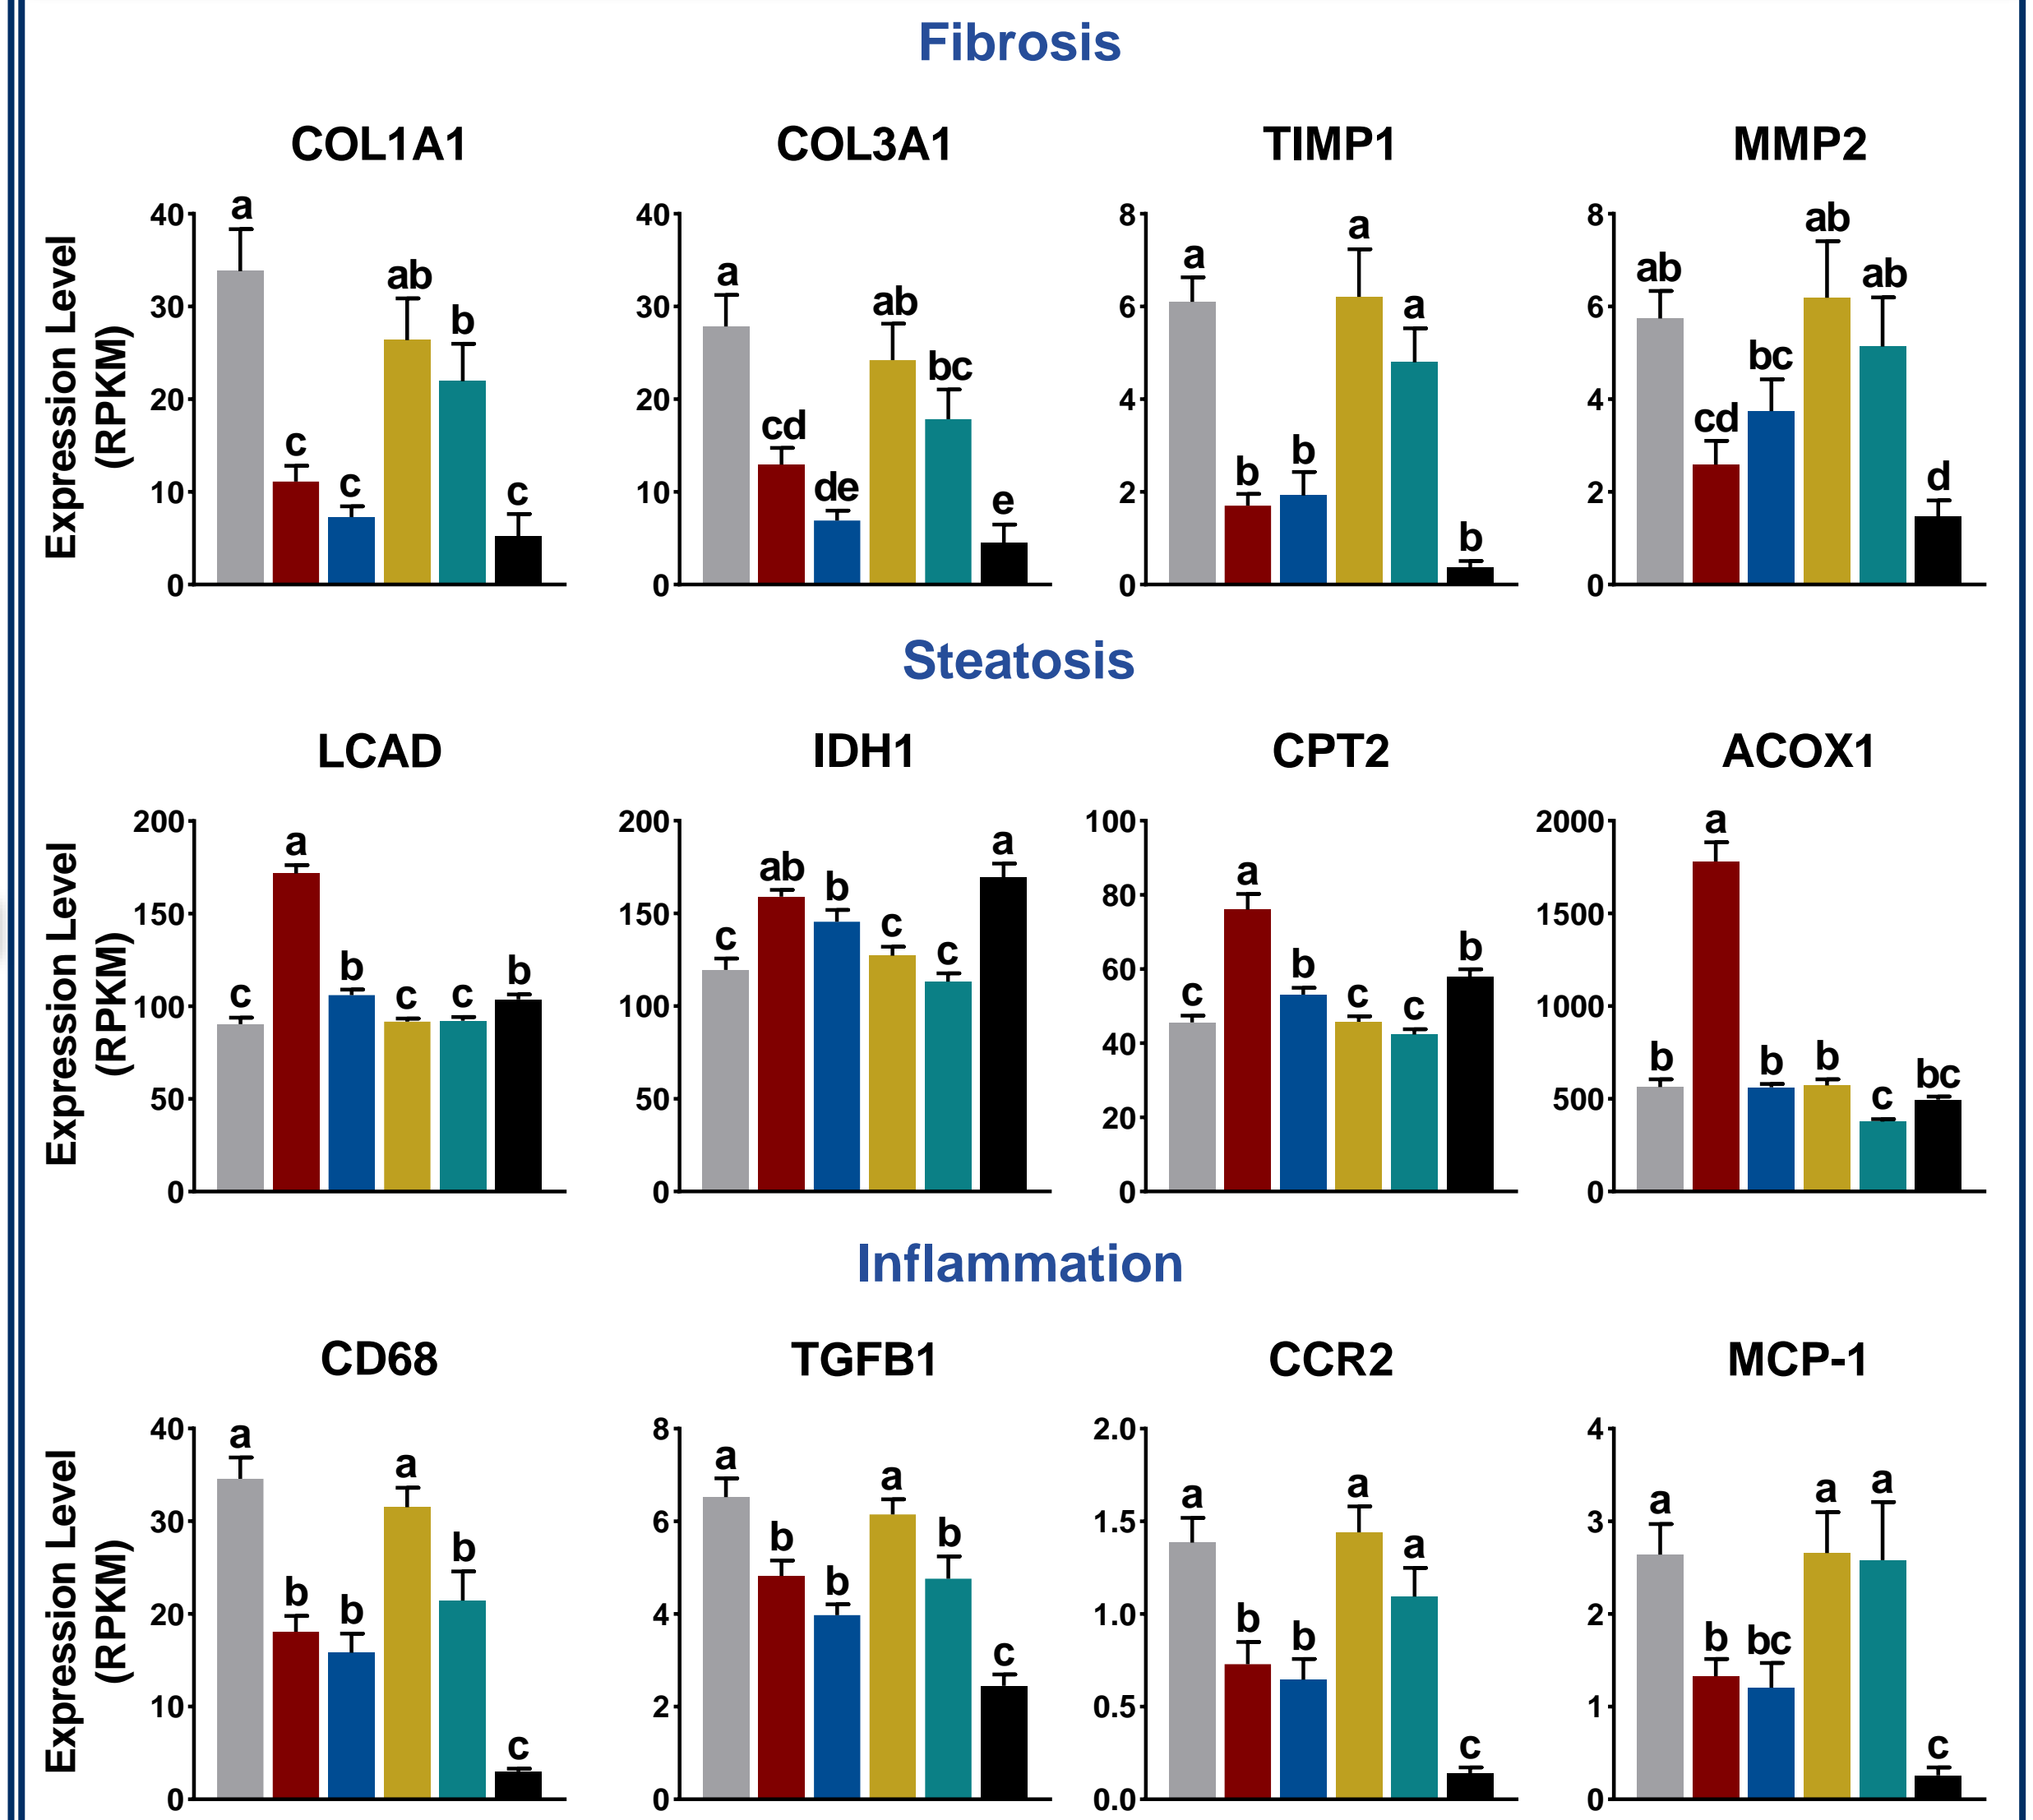 Fibrosis
COL1A1
COL3A1
TIMP1
MMP2
Expression Level
(RPKM)
40
30
20
10
0
a
c
c
ab
b
c
40
30
20
10
0
a
cd
de
ab
bc
e
8
6
4
2
0
a
b
b
a
a
b
8
6
4
2
0
ab
cd
bc
ab
ab
d
Steatosis
LCAD
IDH1
CPT2
ACOX1
Expression Level
(RPKM)
200
150
100
50
0
c
a
b
c
c
b
200
150
100
50
0
c
ab
b
c
c
a
100
80
60
40
20
0
c
a
b
c
c
b
2000
1500
1000
500
0
b
a
b
b
c
bc
Inflammation
CD68
TGFB1
CCR2
MCP-1
Expression Level
(RPKM)
40
30
20
10
0
a
b
b
a
b
c
8
6
4
2
0
a
b
b
a
b
c
2.0
1.5
1.0
0.5
0.0
a
b
b
a
a
c
4
3
2
1
0
a
b
bc
a
a
c